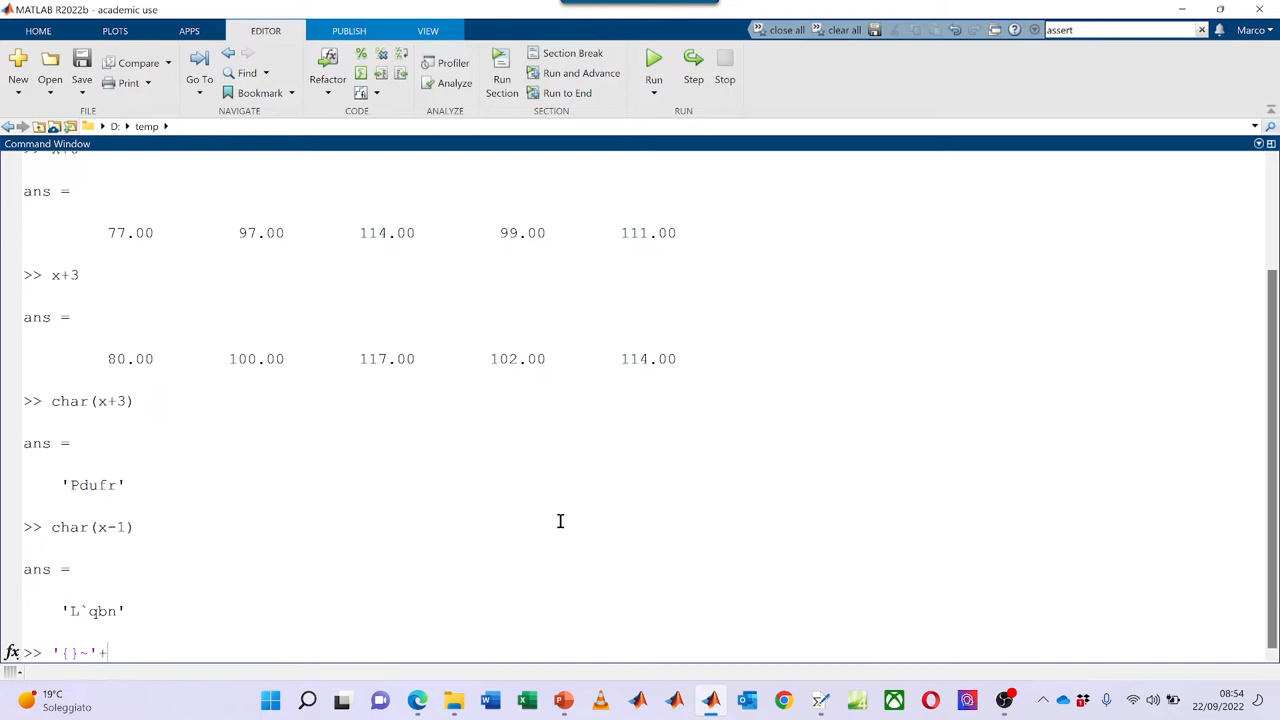 MATLAB R2022b - academic use
HOME PLOTS APPS EDITOR PUBLISH VIEW
close all clear all assert Marco
New Open Save Compare Print
FILE
Go To Find Bookmark
NAVIGATE
Refactor
CODE
Profiler Analyze
ANALYZE
Run Section Section Break Run and Advance Run to End
SECTION
Run Step Stop
RUN
D: temp
Command Window
ans =
77.00 97.00 114.00 99.00 111.00
>> x+3
ans =
80.00 100.00 117.00 102.00 114.00
>> char(x+3)
ans =
'Pdufr'
>> char(x-1)
ans =
'L`qbn'
fx >> '{}~'+
19°C
Soleggiato
08:54
22/09/2022